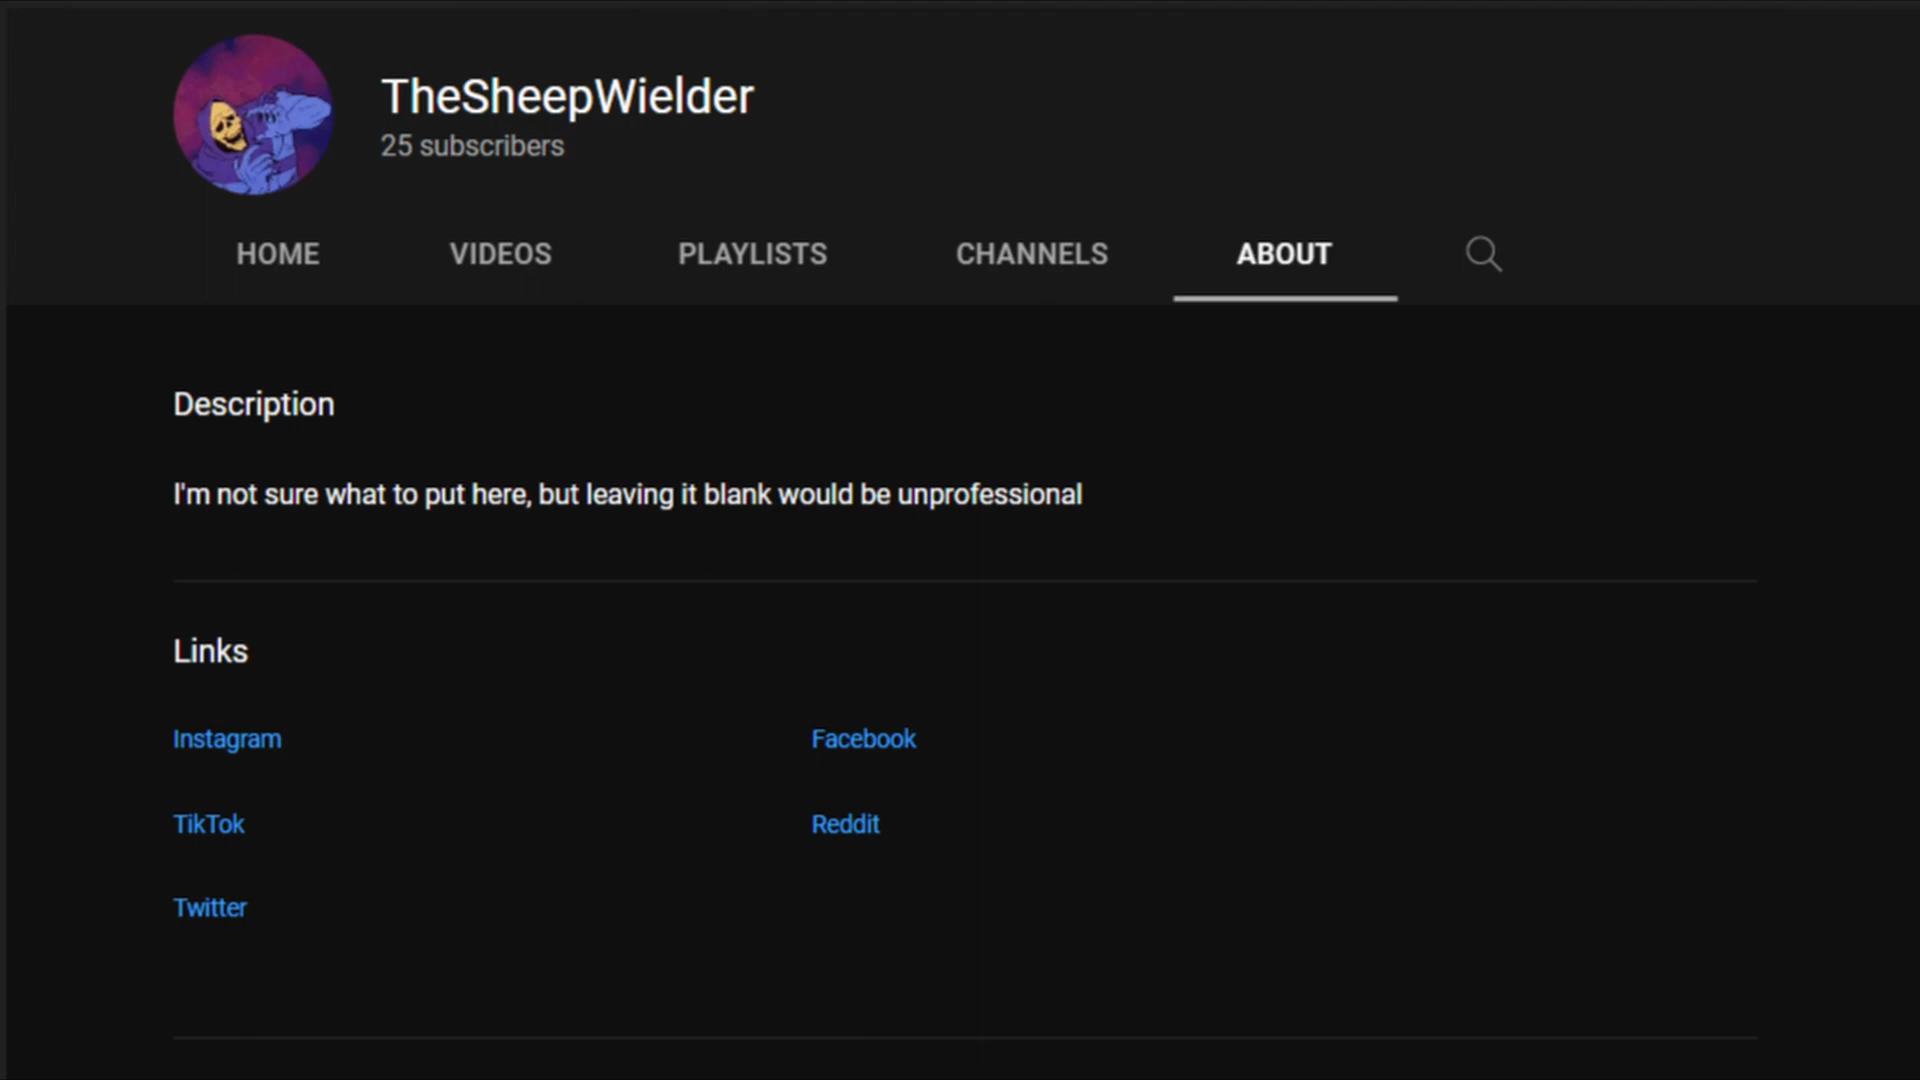 TheSheepWielder
25 subscribers
HOME VIDEOS PLAYLISTS CHANNELS ABOUT
Description
I'm not sure what to put here, but leaving it blank would be unprofessional
Links
Instagram Facebook
TikTok Reddit
Twitter